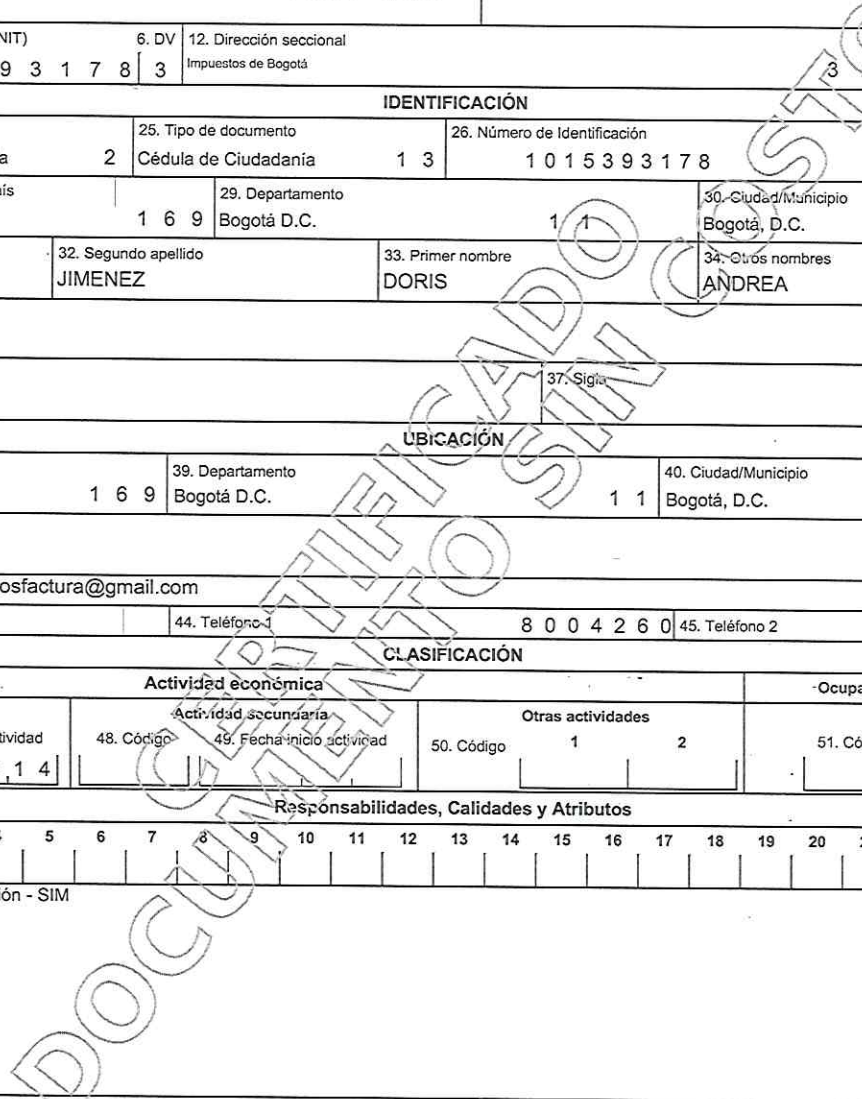 NIT) 6. DV 12. Dirección seccional
9 3 1 7 8 3 Impuestos de Bogotá 3
IDENTIFICACIÓN
25. Tipo de documento 26. Número de Identificación
a 2 Cédula de Ciudadanía 1 3 1 0 1 5 3 9 3 1 7 8
ís 29. Departamento 30. Ciudad/Municipio
1 6 9 Bogotá D.C. 1 1 Bogotá, D.C.
32. Segundo apellido 33. Primer nombre 34. Otros nombres
JIMENEZ DORIS ANDREA
37. Sigla
UBICACIÓN
39. Departamento 40. Ciudad/Municipio
1 6 9 Bogotá D.C. 1 1 Bogotá, D.C.
osfactura@gmail.com
44. Teléfono 1 8 0 0 4 2 6 0 45. Teléfono 2
CLASIFICACIÓN
Actividad económica Ocupa
Actividad secundaria Otras actividades
tividad 48. Código 49. Fecha inicio actividad 50. Código 1 2 51. Có
1 4
Responsabilidades, Calidades y Atributos
5 6 7 8 9 10 11 12 13 14 15 16 17 18 19 20
ión - SIM
CERTIFICADO
DOCUMENTO SIN COSTO